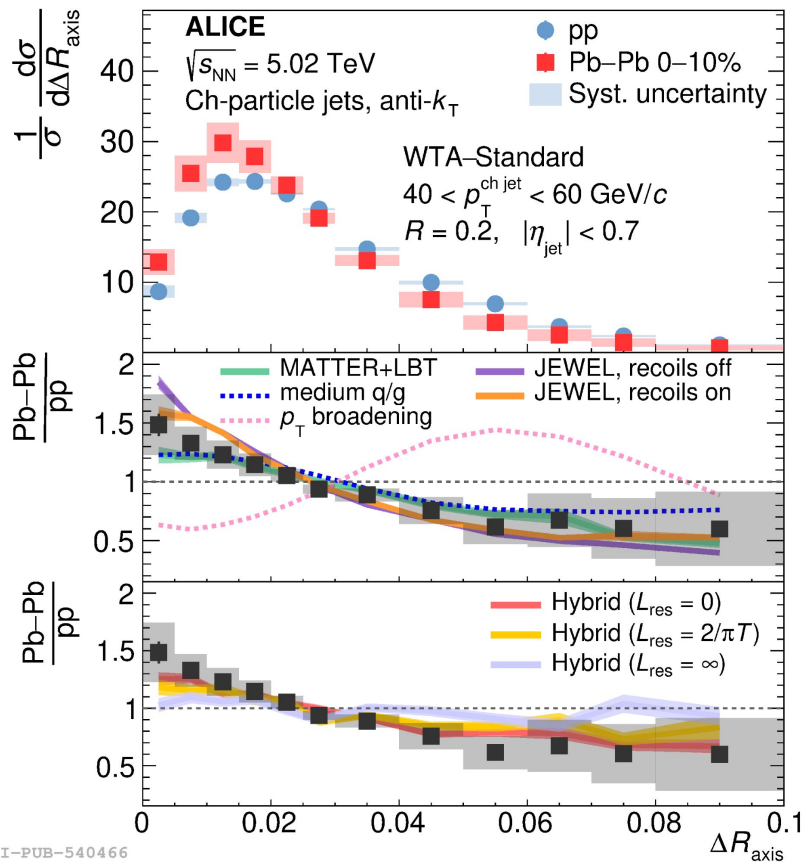 ALICE
√sNN = 5.02 TeV
Ch-particle jets, anti-kT
pp
Pb–Pb 0–10%
Syst. uncertainty
WTA–Standard
40 < pT^ch jet < 60 GeV/c
R = 0.2, |ηjet| < 0.7
1/σ dσ/dΔRaxis
40
30
20
10
MATTER+LBT
medium q/g
pT broadening
JEWEL, recoils off
JEWEL, recoils on
Pb–Pb/pp
2
1.5
1
0.5
Hybrid (Lres = 0)
Hybrid (Lres = 2/πT)
Hybrid (Lres = ∞)
Pb–Pb/pp
2
1.5
1
0.5
0 0.02 0.04 0.06 0.08 0.1
ΔRaxis
I-PUB-540466